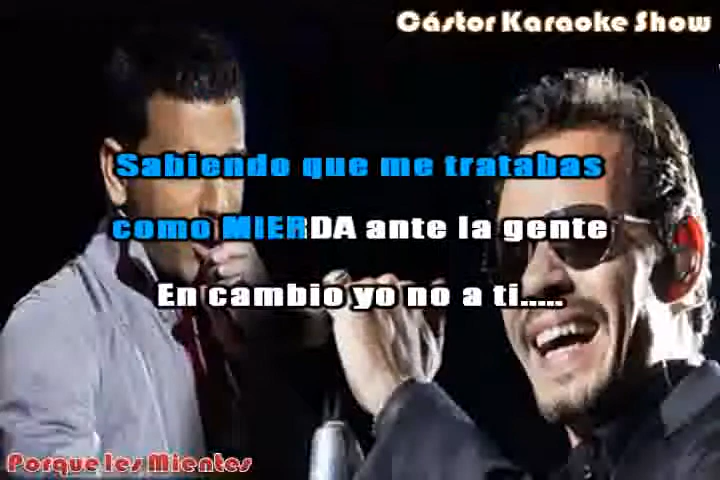 Cástor Karaoke Show
Sabiendo que me tratabas
como MIERDA ante la gente
En cambio yo no a ti.....
Porque les Mientes